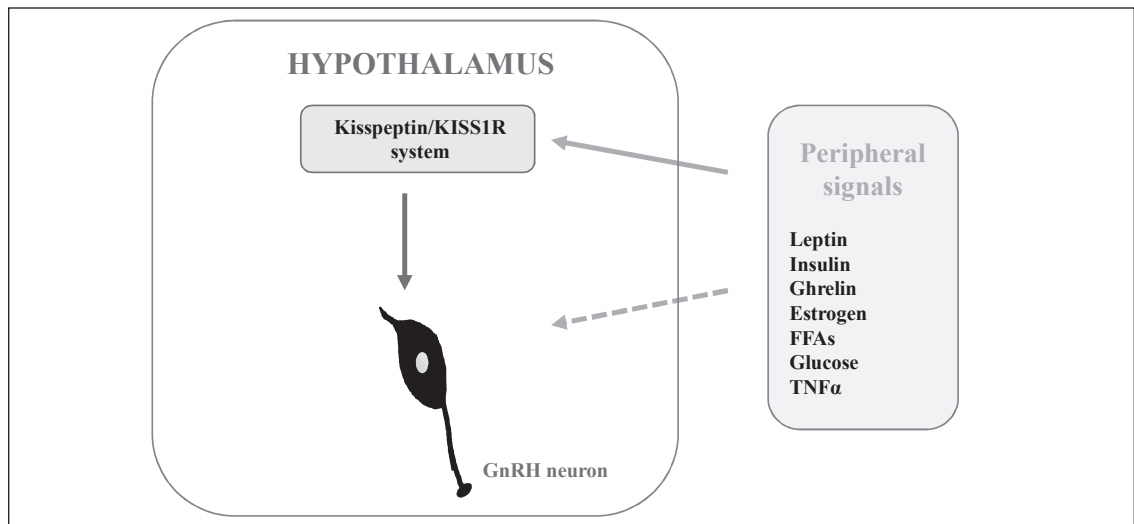 HYPOTHALAMUS
Kisspeptin/KISS1R
system
GnRH neuron
Peripheral
signals
Leptin
Insulin
Ghrelin
Estrogen
FFAs
Glucose
TNFα